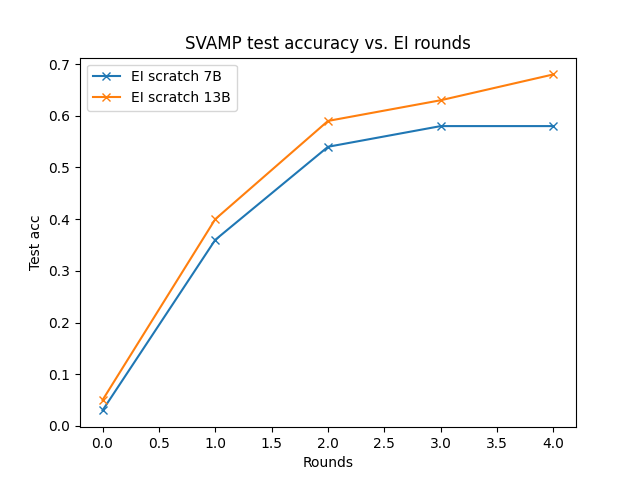 SVAMP test accuracy vs. EI rounds
EI scratch 7B
EI scratch 13B
0.7
0.6
0.5
0.4
0.3
0.2
0.1
0.0
Test acc
0.0 0.5 1.0 1.5 2.0 2.5 3.0 3.5 4.0
Rounds